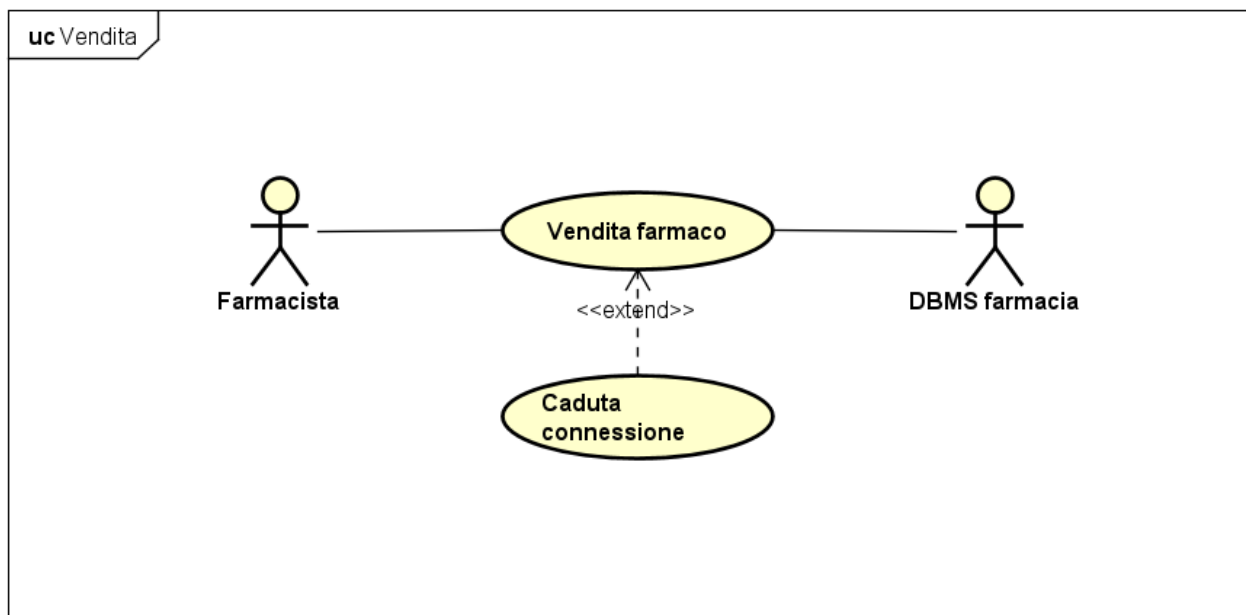 uc Vendita
Vendita farmaco
Farmacista
DBMS farmacia
<<extend>>
Caduta
connessione